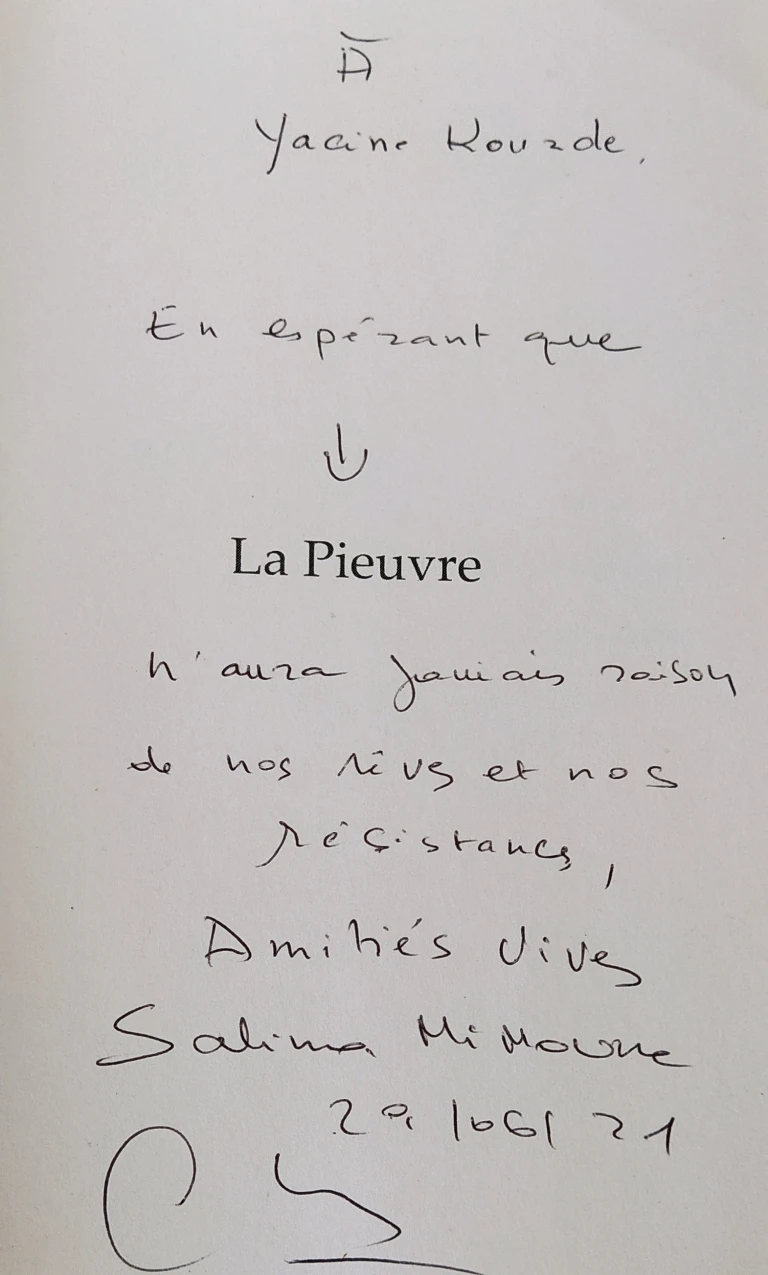 À
Yacine Kouzde,
En espérant que
La Pieuvre
n'aura jamais raison
de nos rêves et nos
résistances,
Amitiés vives
Salima Mimoune
29/06/21